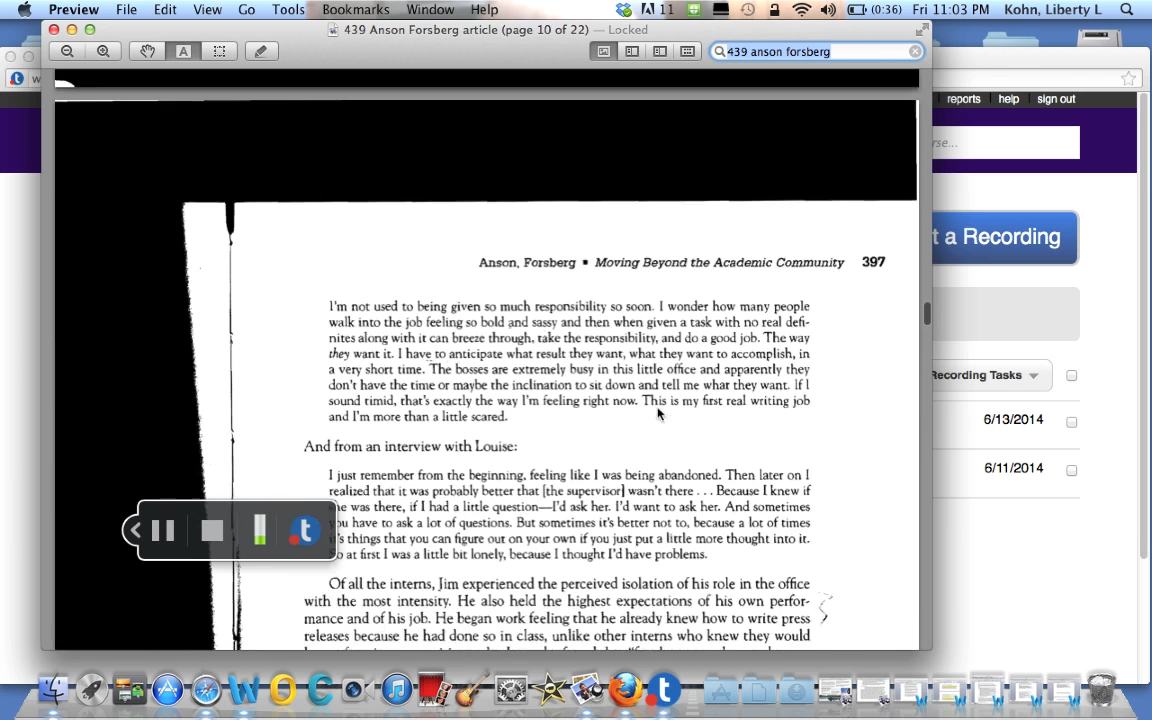 Preview File Edit View Go Tools Bookmarks Window Help 11 (0:36) Fri 11:03 PM Kohn, Liberty L
439 Anson Forsberg article (page 10 of 22) — Locked
439 anson forsberg
reports help sign out
rse...
t a Recording
Recording Tasks
6/13/2014
6/11/2014
Anson, Forsberg ▪ Moving Beyond the Academic Community 397
I'm not used to being given so much responsibility so soon. I wonder how many people
walk into the job feeling so bold and sassy and then when given a task with no real defi-
nites along with it can breeze through, take the responsibility, and do a good job. The way
they want it. I have to anticipate what result they want, what they want to accomplish, in
a very short time. The bosses are extremely busy in this little office and apparently they
don't have the time or maybe the inclination to sit down and tell me what they want. If I
sound timid, that's exactly the way I'm feeling right now. This is my first real writing job
and I'm more than a little scared.
And from an interview with Louise:
I just remember from the beginning, feeling like I was being abandoned. Then later on I
realized that it was probably better that [the supervisor] wasn't there . . . Because I knew if
he was there, if I had a little question—I'd ask her. I'd want to ask her. And sometimes
you have to ask a lot of questions. But sometimes it's better not to, because a lot of times
it's things that you can figure out on your own if you just put a little more thought into it.
So at first I was a little bit lonely, because I thought I'd have problems.
Of all the interns, Jim experienced the perceived isolation of his role in the office
with the most intensity. He also held the highest expectations of his own perfor-
mance and of his job. He began work feeling that he already knew how to write press
releases because he had done so in class, unlike other interns who knew they would